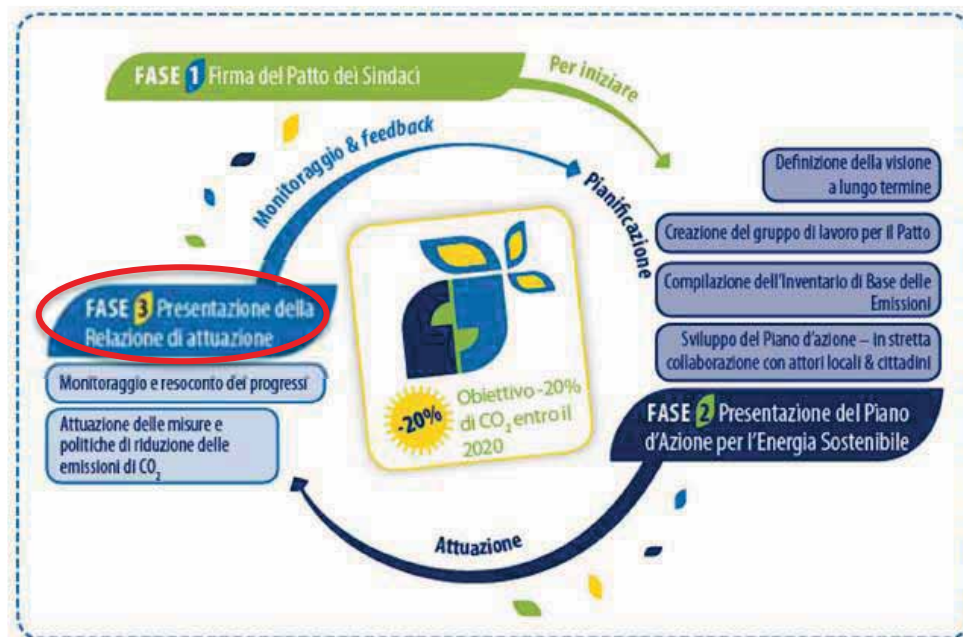 FASE 1 Firma del Patto dei Sindaci
Per iniziare
Monitoraggio & feedback
Pianificazione
Definizione della visione
a lungo termine
Creazione del gruppo di lavoro per il Patto
Compilazione dell'Inventario di Base delle
Emissioni
Sviluppo del Piano d'azione – in stretta
collaborazione con attori locali & cittadini
FASE 2 Presentazione del Piano
d'Azione per l'Energia Sostenibile
Attuazione
FASE 3 Presentazione della
Relazione di attuazione
Monitoraggio e resoconto dei progressi
Attuazione delle misure e
politiche di riduzione delle
emissioni di CO₂
-20%
Obiettivo -20%
di CO₂ entro il
2020